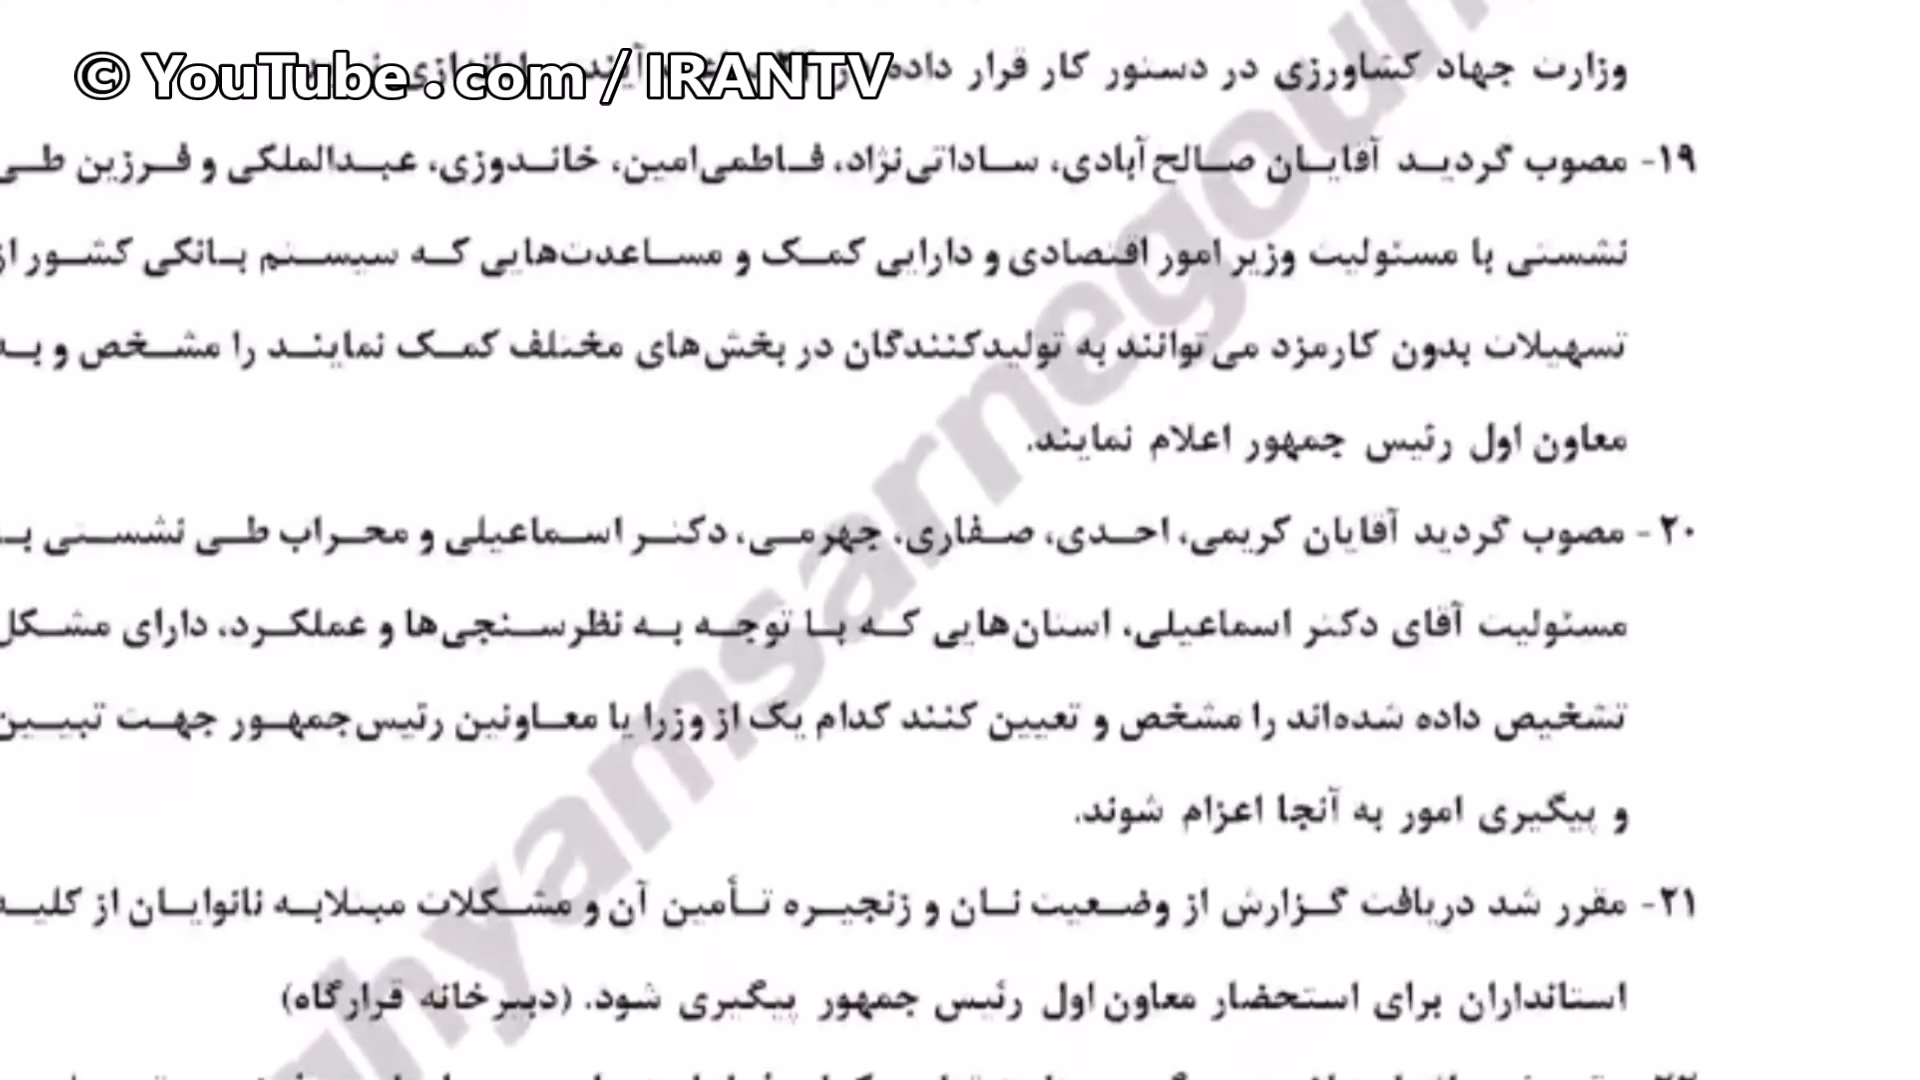 © YouTube.com/IRANTV
وزارت جهاد کشاورزی در دستور کار قرار داده
۱۹- مصوب گردید آقایان صالح‌آبادی، ساداتی‌نژاد، فاطمی‌امین، خاندوزی، عبدالملکی و فرزین طی
نشستی با مسئولیت وزیر امور اقتصادی و دارایی کمک و مساعدت‌هایی که سیستم بانکی کشور از
تسهیلات بدون کارمزد می‌توانند به تولیدکنندگان در بخش‌های مختلف کمک نمایند را مشخص و به
معاون اول رئیس جمهور اعلام نمایند.
۲۰- مصوب گردید آقایان کریمی، احدی، صفاری، جهرمی، دکتر اسماعیلی و محراب طی نشستی با
مسئولیت آقای دکتر اسماعیلی، استان‌هایی که با توجه به نظرسنجی‌ها و عملکرد، دارای مشکل
تشخیص داده شده‌اند را مشخص و تعیین کنند کدام یک از وزرا یا معاونین رئیس‌جمهور جهت تبیین
و پیگیری امور به آنجا اعزام شوند.
۲۱- مقرر شد دریافت گزارش از وضعیت نان و زنجیره تأمین آن و مشکلات مبتلابه نانوایان از کلیه
استانداران برای استحضار معاون اول رئیس جمهور پیگیری شود. (دبیرخانه قرارگاه)
ghyamsarnegouni